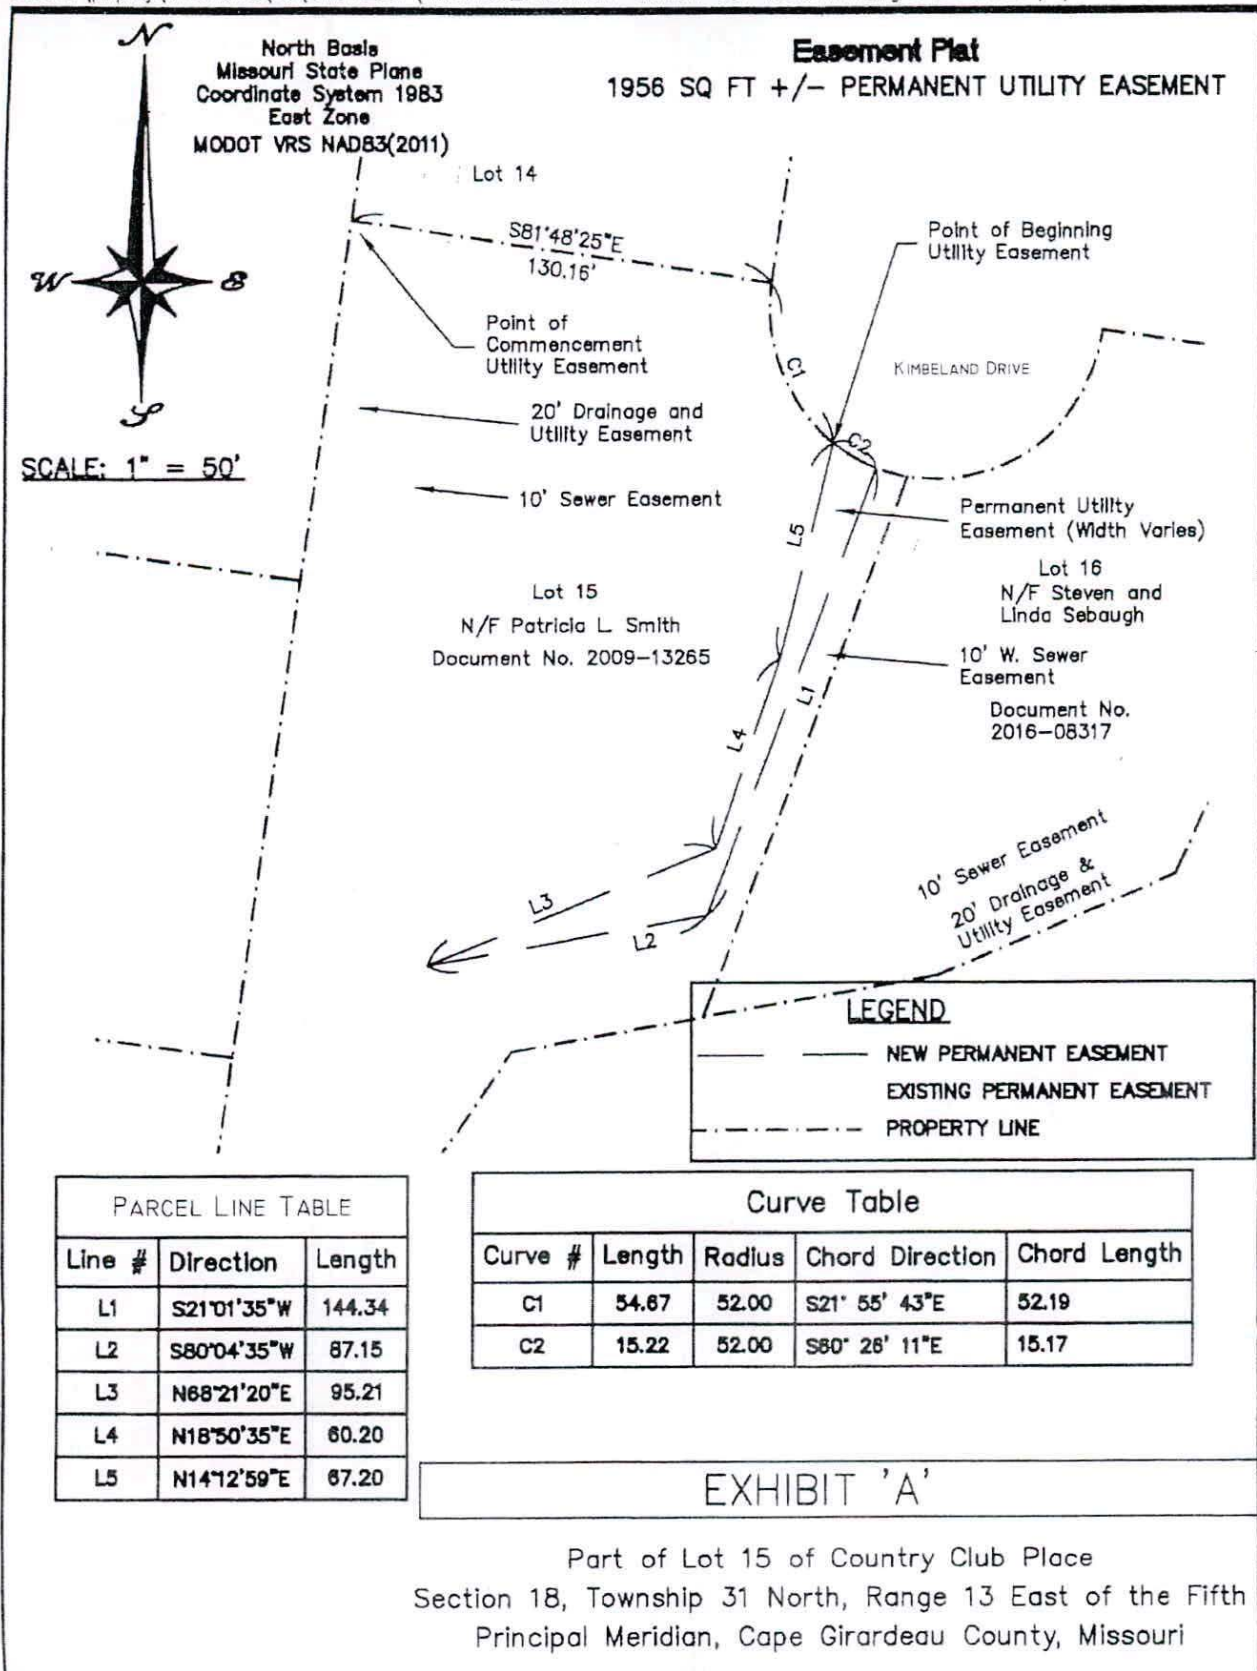 N
W
E
S
North Basis
Missouri State Plane
Coordinate System 1983
East Zone
MODOT VRS NAD83(2011)
SCALE: 1" = 50'
Easement Plat
1956 SQ FT +/- PERMANENT UTILITY EASEMENT
Lot 14
S81°48'25"E
130.16'
Point of Beginning
Utility Easement
Point of
Commencement
Utility Easement
C1
KIMBELAND DRIVE
20' Drainage and
Utility Easement
C2
10' Sewer Easement
Permanent Utility
Easement (Width Varies)
L5
Lot 15
N/F Patricia L. Smith
Document No. 2009-13265
Lot 16
N/F Steven and
Linda Sebaugh
10' W. Sewer
Easement
Document No.
2016-08317
L1
L4
L3
L2
10' Sewer Easement
20' Drainage &
Utility Easement
LEGEND
NEW PERMANENT EASEMENT
EXISTING PERMANENT EASEMENT
PROPERTY LINE
PARCEL LINE TABLE
Line # Direction Length
L1 S21°01'35"W 144.34
L2 S80°04'35"W 87.15
L3 N68°21'20"E 95.21
L4 N18°50'35"E 60.20
L5 N14°12'59"E 67.20
Curve Table
Curve # Length Radius Chord Direction Chord Length
C1 54.67 52.00 S21° 55' 43"E 52.19
C2 15.22 52.00 S60° 26' 11"E 15.17
EXHIBIT 'A'
Part of Lot 15 of Country Club Place
Section 18, Township 31 North, Range 13 East of the Fifth
Principal Meridian, Cape Girardeau County, Missouri